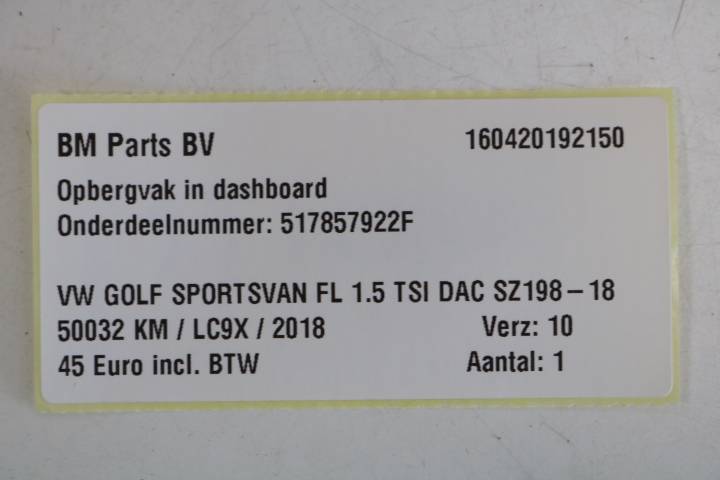 BM Parts BV 160420192150
Opbergvak in dashboard
Onderdeelnummer: 517857922F
VW GOLF SPORTSVAN FL 1.5 TSI DAC SZ198-18
50032 KM / LC9X / 2018 Verz: 10
45 Euro incl. BTW Aantal: 1